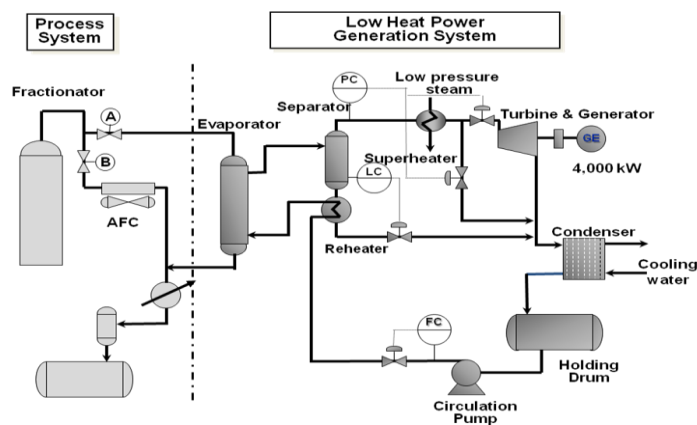 Process
System
Low Heat Power
Generation System
Fractionator
A
B
AFC
Evaporator
Separator
PC
Low pressure
steam
Superheater
LC
Reheater
Turbine & Generator
GE
4,000 kW
Condenser
Cooling
water
FC
Holding
Drum
Circulation
Pump